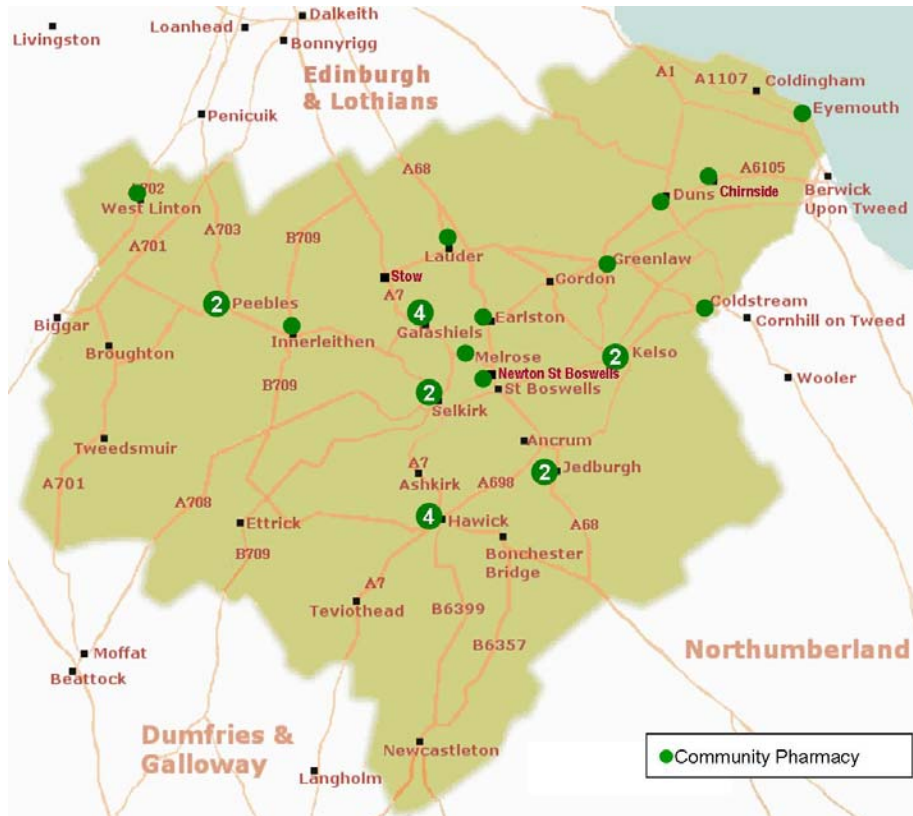 Dalkeith
Livingston
Loanhead
Bonnyrigg
Edinburgh
& Lothians
A1
A1107
Coldingham
Eyemouth
Penicuik
A68
A6105
Chirnside
Duns
Berwick
Upon Tweed
A702
West Linton
A703
B709
A701
Lauder
Greenlaw
Stow
Gordon
A7
2
Peebles
4
Galashiels
Earlston
Coldstream
Cornhill on Tweed
Biggar
Innerleithen
Broughton
Melrose
2
Kelso
B709
Newton St Boswells
St Boswells
Wooler
2
Selkirk
Tweedsmuir
Ancrum
A7
Ashkirk
A698
2
Jedburgh
A701
A708
4
Hawick
Ettrick
A68
B709
Bonchester
Bridge
A7
Teviothead
B6399
B6357
Moffat
Beattock
Northumberland
Dumfries &
Galloway
Newcastleton
Langholm
Community Pharmacy